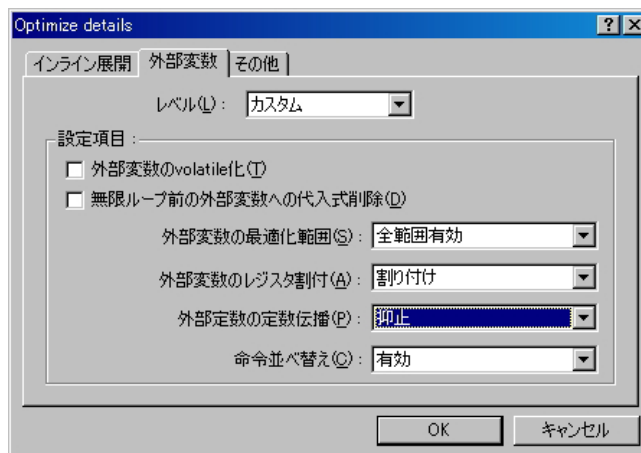 Optimize details
インライン展開 外部変数 その他
レベル(L)： カスタム
設定項目：
外部変数のvolatile化(T)
無限ループ前の外部変数への代入式削除(D)
外部変数の最適化範囲(S)： 全範囲有効
外部変数のレジスタ割付(A)： 割り付け
外部定数の定数伝播(P)： 抑止
命令並べ替え(C)： 有効
OK キャンセル